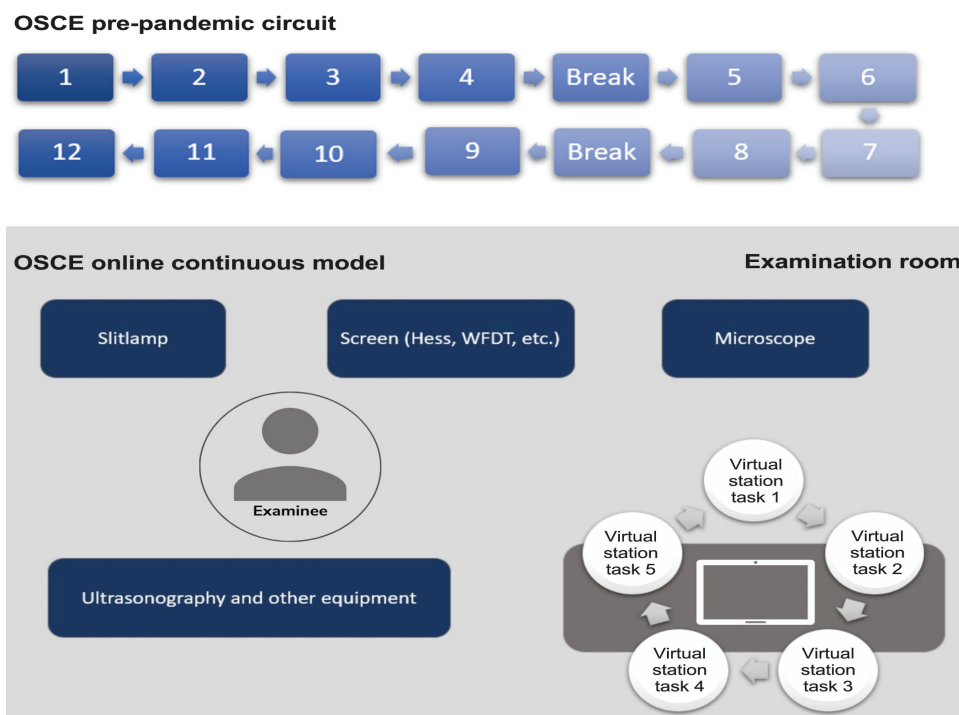 OSCE pre-pandemic circuit
1 2 3 4 Break 5 6
12 11 10 9 Break 8 7
OSCE online continuous model
Examination room
Slitlamp
Screen (Hess, WFDT, etc.)
Microscope
Examinee
Ultrasonography and other equipment
Virtual
station
task 1
Virtual
station
task 2
Virtual
station
task 3
Virtual
station
task 4
Virtual
station
task 5